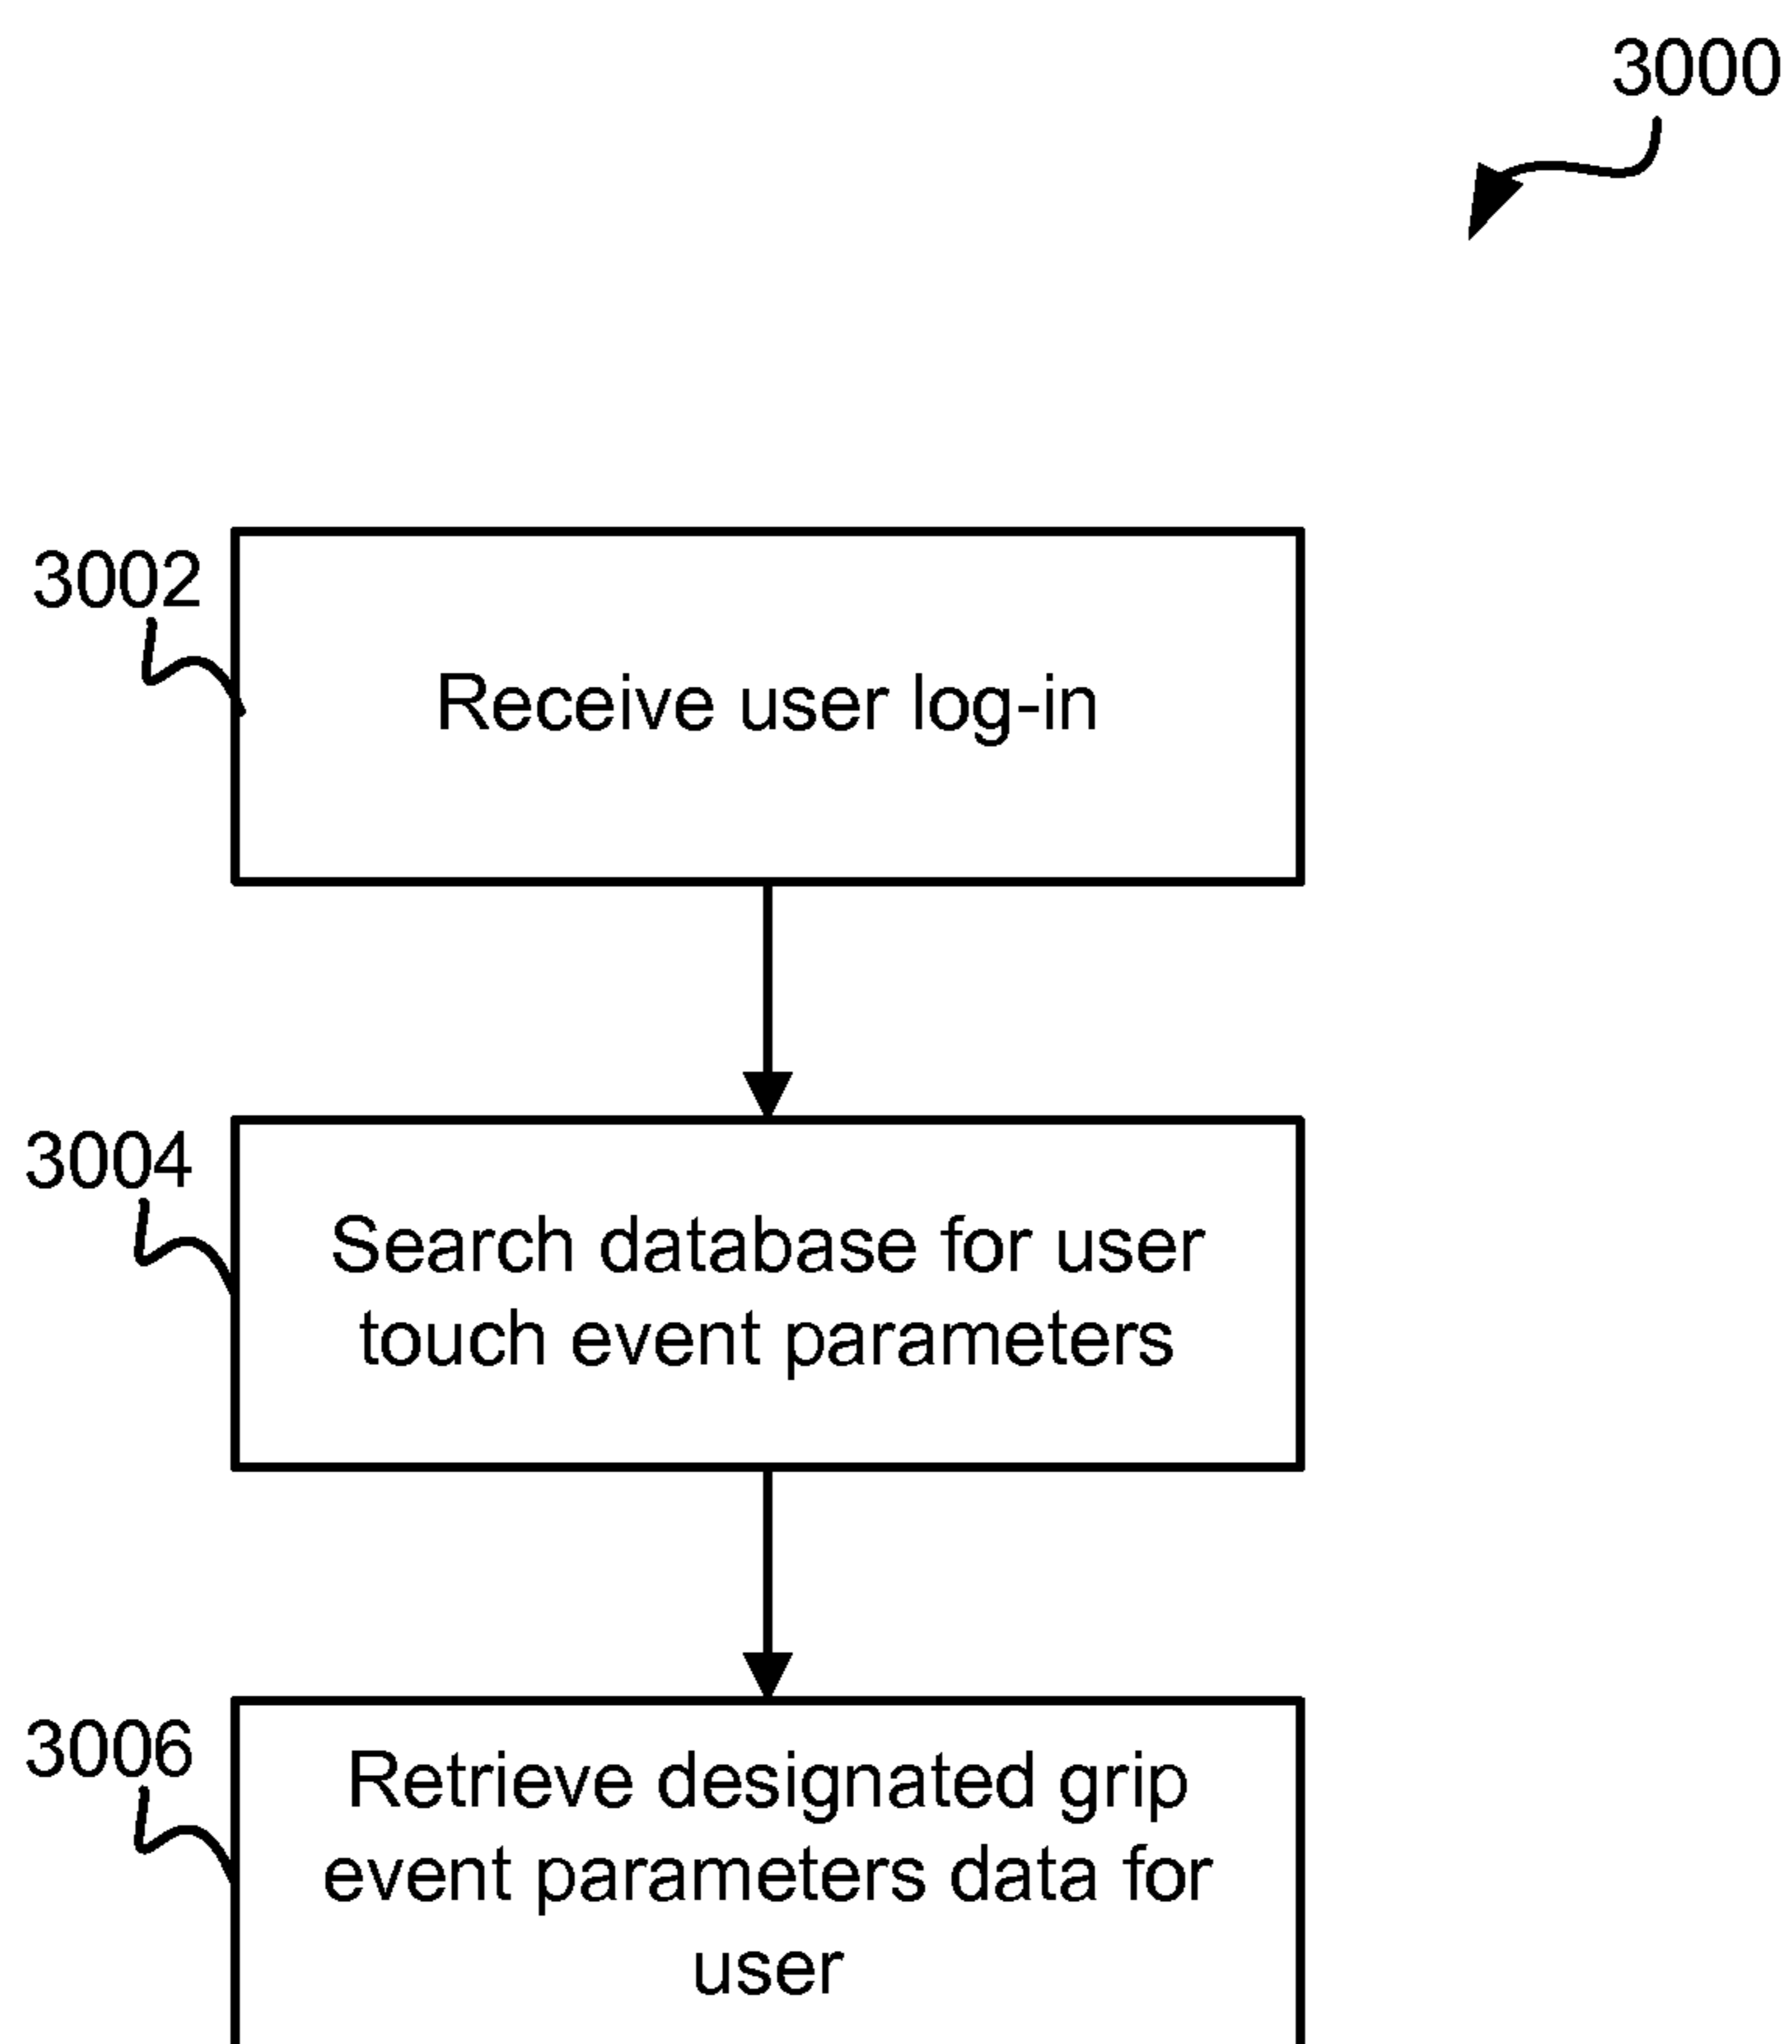 3000
3002
Receive user log-in
3004
Search database for user
touch event parameters
3006
Retrieve designated grip
event parameters data for
user